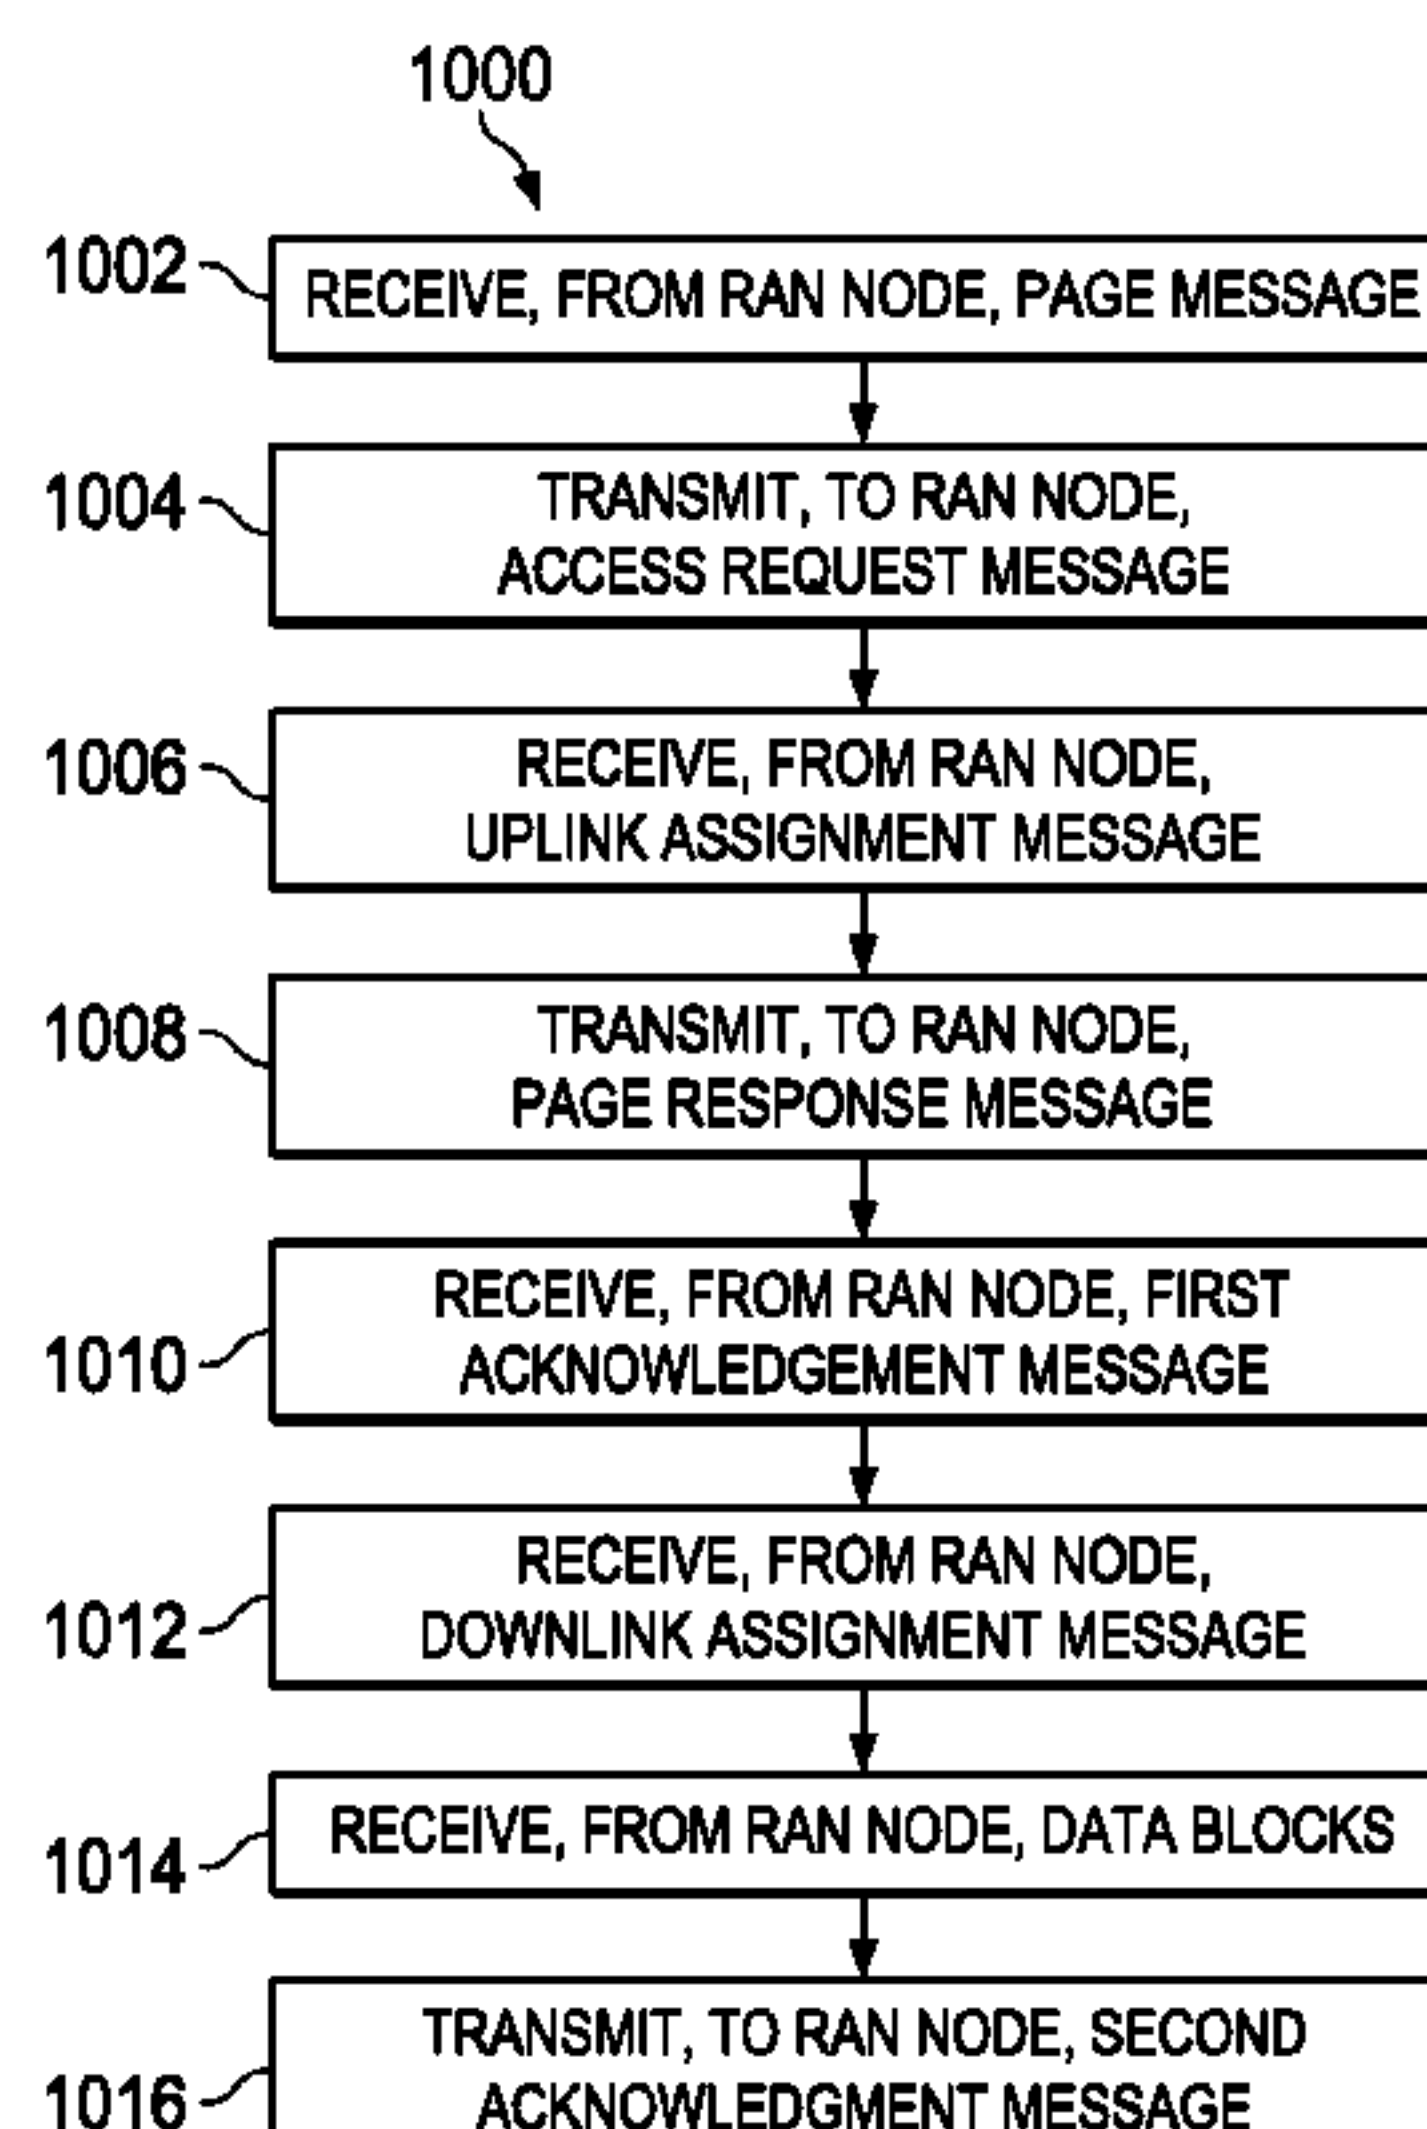 1000
1002
RECEIVE, FROM RAN NODE, PAGE MESSAGE
1004
TRANSMIT, TO RAN NODE,
ACCESS REQUEST MESSAGE
1006
RECEIVE, FROM RAN NODE,
UPLINK ASSIGNMENT MESSAGE
1008
TRANSMIT, TO RAN NODE,
PAGE RESPONSE MESSAGE
1010
RECEIVE, FROM RAN NODE, FIRST
ACKNOWLEDGEMENT MESSAGE
1012
RECEIVE, FROM RAN NODE,
DOWNLINK ASSIGNMENT MESSAGE
1014
RECEIVE, FROM RAN NODE, DATA BLOCKS
1016
TRANSMIT, TO RAN NODE, SECOND
ACKNOWLEDGMENT MESSAGE